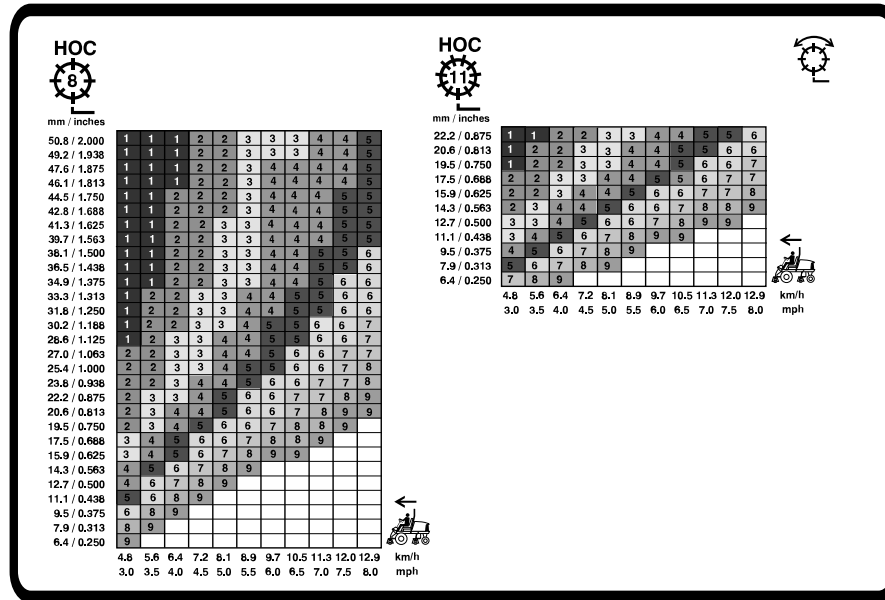 HOC
8
mm / inches
50.8 / 2.000 1 1 1 2 2 3 3 3 4 4 5
49.2 / 1.938 1 1 1 2 2 3 3 3 4 4 5
47.6 / 1.875 1 1 1 2 2 3 4 4 4 4 5
46.1 / 1.813 1 1 1 2 2 3 4 4 4 4 5
44.5 / 1.750 1 1 2 2 2 3 4 4 4 5 5
42.8 / 1.688 1 1 2 2 2 3 4 4 4 5 5
41.3 / 1.625 1 1 2 2 3 3 4 4 4 5 5
39.7 / 1.563 1 1 2 2 3 3 4 4 4 5 5
38.1 / 1.500 1 1 2 2 3 3 4 4 5 5 6
36.5 / 1.438 1 1 2 2 3 3 4 4 5 5 6
34.9 / 1.375 1 1 2 2 3 3 4 4 5 6 6
33.3 / 1.313 1 2 2 3 3 4 4 5 5 6 6
31.8 / 1.250 1 2 2 3 3 4 4 5 5 6 6
30.2 / 1.188 1 2 2 3 3 4 5 5 6 6 7
28.6 / 1.125 1 2 3 3 4 4 5 5 6 6 7
27.0 / 1.063 2 2 3 3 4 4 5 6 6 7 7
25.4 / 1.000 2 2 3 3 4 5 5 6 6 7 8
23.8 / 0.938 2 2 3 4 4 5 6 6 7 7 8
22.2 / 0.875 2 3 3 4 5 6 6 7 7 8 9
20.6 / 0.813 2 3 4 4 5 6 6 7 8 9 9
19.5 / 0.750 2 3 4 5 6 6 7 8 8 9
17.5 / 0.688 3 4 5 6 6 7 8 8 9
15.9 / 0.625 3 4 5 6 7 8 9 9
14.3 / 0.563 4 5 6 7 8 9
12.7 / 0.500 4 6 7 8 9
11.1 / 0.438 5 6 8 9
9.5 / 0.375 6 8 9
7.9 / 0.313 8 9
6.4 / 0.250 9
4.8 5.6 6.4 7.2 8.1 8.9 9.7 10.5 11.3 12.0 12.9 km/h
3.0 3.5 4.0 4.5 5.0 5.5 6.0 6.5 7.0 7.5 8.0 mph
HOC
11
mm / inches
22.2 / 0.875 1 1 2 2 3 3 4 4 5 5 6
20.6 / 0.813 1 2 2 3 3 4 4 5 5 6 6
19.5 / 0.750 1 2 2 3 3 4 4 5 6 6 7
17.5 / 0.688 2 2 3 3 4 4 5 5 6 7 7
15.9 / 0.625 2 2 3 4 4 5 6 6 7 7 8
14.3 / 0.563 2 3 4 4 5 6 6 7 7 8 9
12.7 / 0.500 3 3 4 5 6 6 7 8 9 9
11.1 / 0.438 3 4 5 6 7 8 9 9
9.5 / 0.375 4 5 6 7 8 9
7.9 / 0.313 5 6 7 8 9
6.4 / 0.250 7 8 9
4.8 5.6 6.4 7.2 8.1 8.9 9.7 10.5 11.3 12.0 12.9 km/h
3.0 3.5 4.0 4.5 5.0 5.5 6.0 6.5 7.0 7.5 8.0 mph